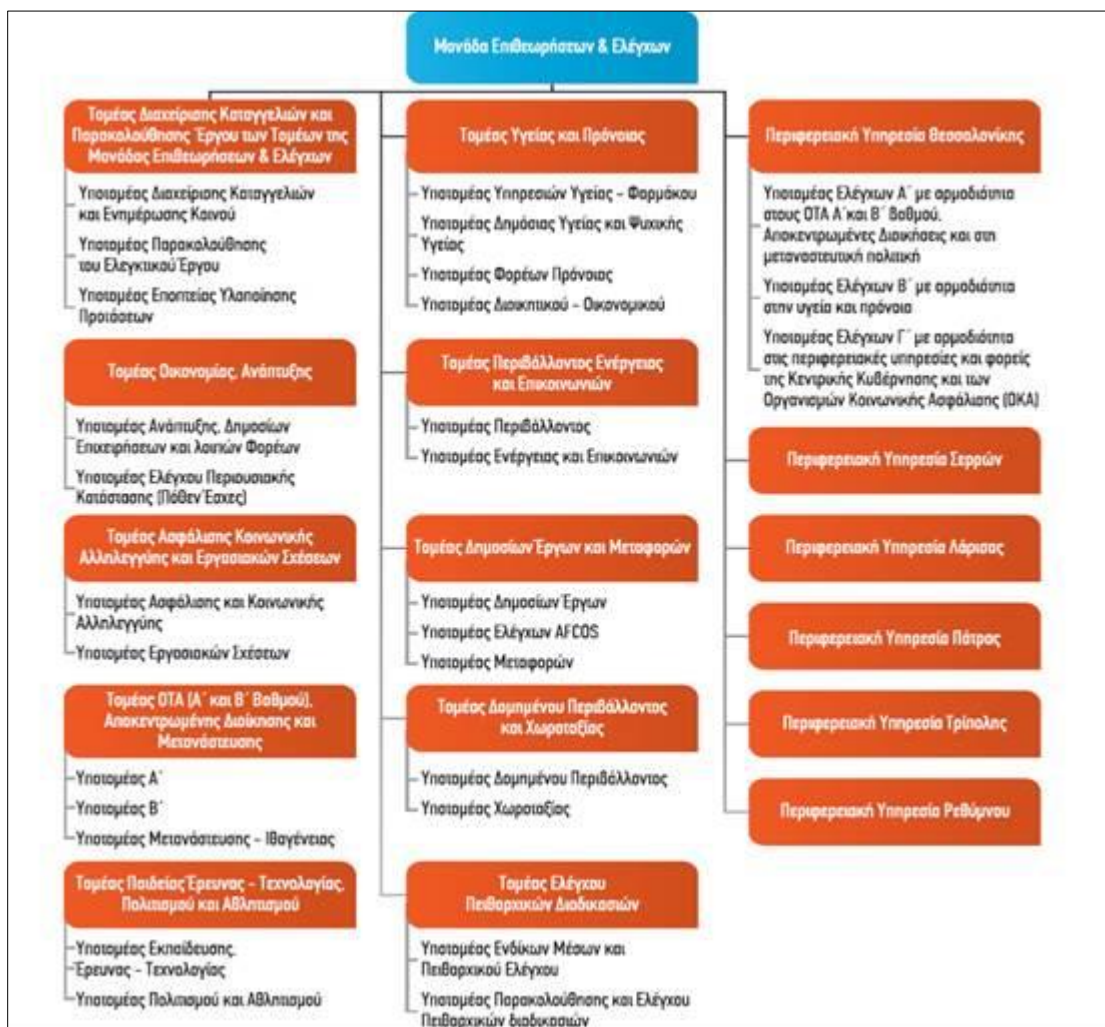 Μονάδα Επιθεωρήσεων & Ελέγχων
Τομέας Διαχείρισης Καταγγελιών και
Παρακολούθησης Έργου των Τομέων της
Μονάδας Επιθεωρήσεων & Ελέγχων
Υποτομέας Διαχείρισης Καταγγελιών
και Ενημέρωσης Κοινού
Υποτομέας Παρακολούθησης
του Ελεγκτικού Έργου
Υποτομέας Εποπτείας Υλοποίησης
Προτάσεων
Τομέας Οικονομίας, Ανάπτυξης
Υποτομέας Ανάπτυξης, Δημοσίων
Επιχειρήσεων και λοιπών Φορέων
Υποτομέας Ελέγχου Περιουσιακής
Κατάστασης (Πόθεν Έσχες)
Τομέας Ασφάλισης Κοινωνικής
Αλληλεγγύης και Εργασιακών Σχέσεων
Υποτομέας Ασφάλισης και Κοινωνικής
Αλληλεγγύης
Υποτομέας Εργασιακών Σχέσεων
Τομέας ΟΤΑ (Α΄ και Β΄ Βαθμού),
Αποκεντρωμένης Διοίκησης και
Μετανάστευσης
Υποτομέας Α΄
Υποτομέας Β΄
Υποτομέας Μετανάστευσης – Ιθαγένειας
Τομέας Παιδείας Έρευνας – Τεχνολογίας,
Πολιτισμού και Αθλητισμού
Υποτομέας Εκπαίδευσης,
Έρευνας – Τεχνολογίας
Υποτομέας Πολιτισμού και Αθλητισμού
Τομέας Υγείας και Πρόνοιας
Υποτομέας Υπηρεσιών Υγείας – Φαρμάκου
Υποτομέας Δημόσιας Υγείας και Ψυχικής
Υγείας
Υποτομέας Φορέων Πρόνοιας
Υποτομέας Διοικητικού – Οικονομικού
Τομέας Περιβάλλοντος Ενέργειας
και Επικοινωνιών
Υποτομέας Περιβάλλοντος
Υποτομέας Ενέργειας και Επικοινωνιών
Τομέας Δημοσίων Έργων και Μεταφορών
Υποτομέας Δημοσίων Έργων
Υποτομέας Ελέγχων AFCOS
Υποτομέας Μεταφορών
Τομέας Δομημένου Περιβάλλοντος
και Χωροταξίας
Υποτομέας Δομημένου Περιβάλλοντος
Υποτομέας Χωροταξίας
Τομέας Ελέγχου
Πειθαρχικών Διαδικασιών
Υποτομέας Ενδίκων Μέσων και
Πειθαρχικού Ελέγχου
Υποτομέας Παρακολούθησης και Ελέγχου
Πειθαρχικών διαδικασιών
Περιφερειακή Υπηρεσία Θεσσαλονίκης
Υποτομέας Ελέγχων Α΄ με αρμοδιότητα
στους ΟΤΑ Α΄και Β΄ βαθμού,
Αποκεντρωμένες Διοικήσεις και στη
μεταναστευτική πολιτική
Υποτομέας Ελέγχων Β΄ με αρμοδιότητα
στην υγεία και πρόνοια
Υποτομέας Ελέγχων Γ΄ με αρμοδιότητα
στις περιφερειακές υπηρεσίες και φορείς
της Κεντρικής Κυβέρνησης και των
Οργανισμών Κοινωνικής Ασφάλισης (ΟΚΑ)
Περιφερειακή Υπηρεσία Σερρών
Περιφερειακή Υπηρεσία Λάρισας
Περιφερειακή Υπηρεσία Πάτρας
Περιφερειακή Υπηρεσία Τρίπολης
Περιφερειακή Υπηρεσία Ρεθύμνου